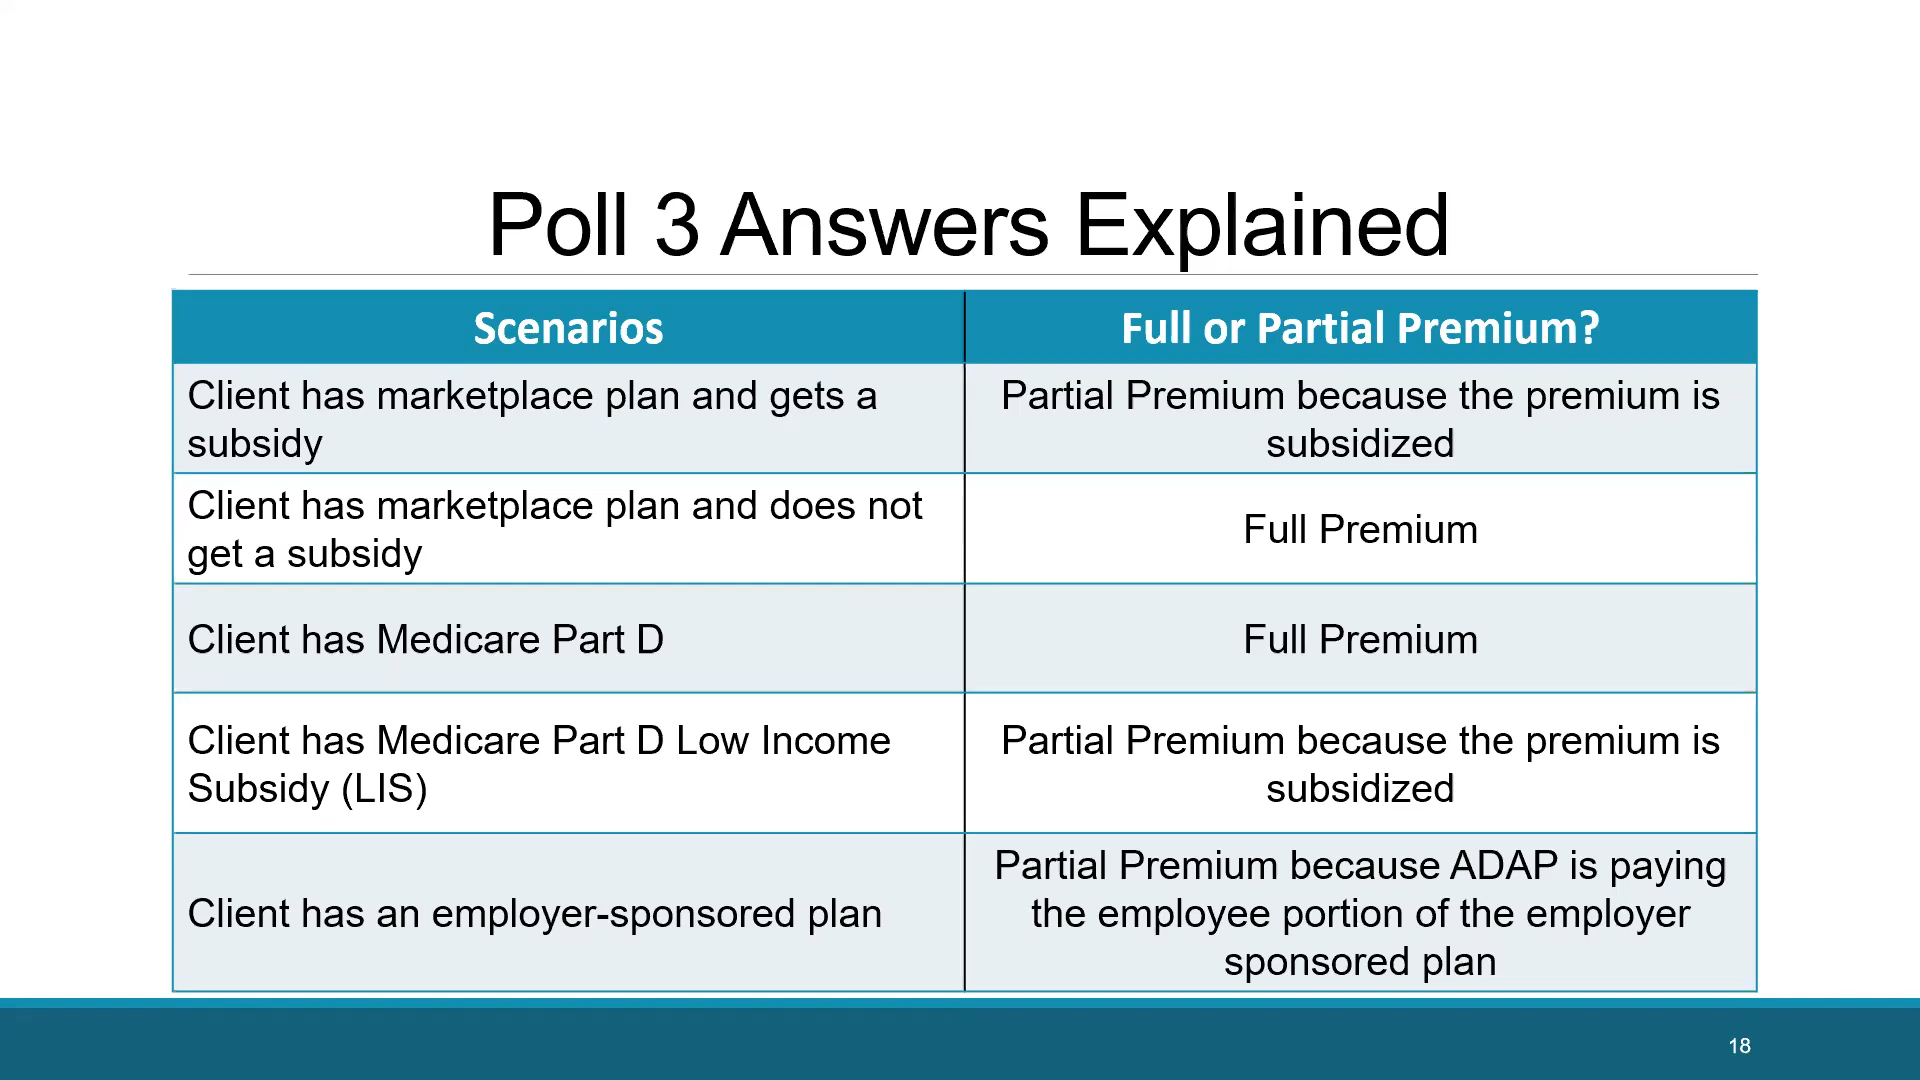 Poll 3 Answers Explained
Scenarios
Full or Partial Premium?
Client has marketplace plan and gets a
subsidy
Partial Premium because the premium is
subsidized
Client has marketplace plan and does not
get a subsidy
Full Premium
Client has Medicare Part D
Full Premium
Client has Medicare Part D Low Income
Subsidy (LIS)
Partial Premium because the premium is
subsidized
Client has an employer-sponsored plan
Partial Premium because ADAP is paying
the employee portion of the employer
sponsored plan
18